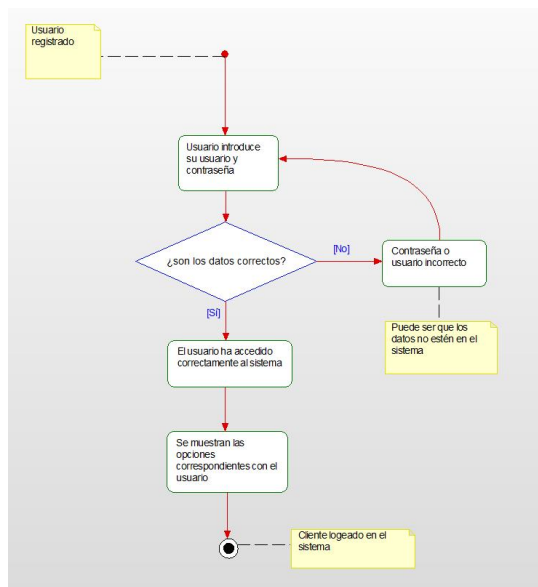 Usuario
registrado
Usuario introduce
su usuario y
contraseña
¿son los datos correctos?
[No]
Contraseña o
usuario incorrecto
[Sí]
Puede ser que los
datos no estén en el
sistema
El usuario ha accedido
correctamente al sistema
Se muestran las
opciones
correspondientes con el
usuario
Cliente logeado en el
sistema